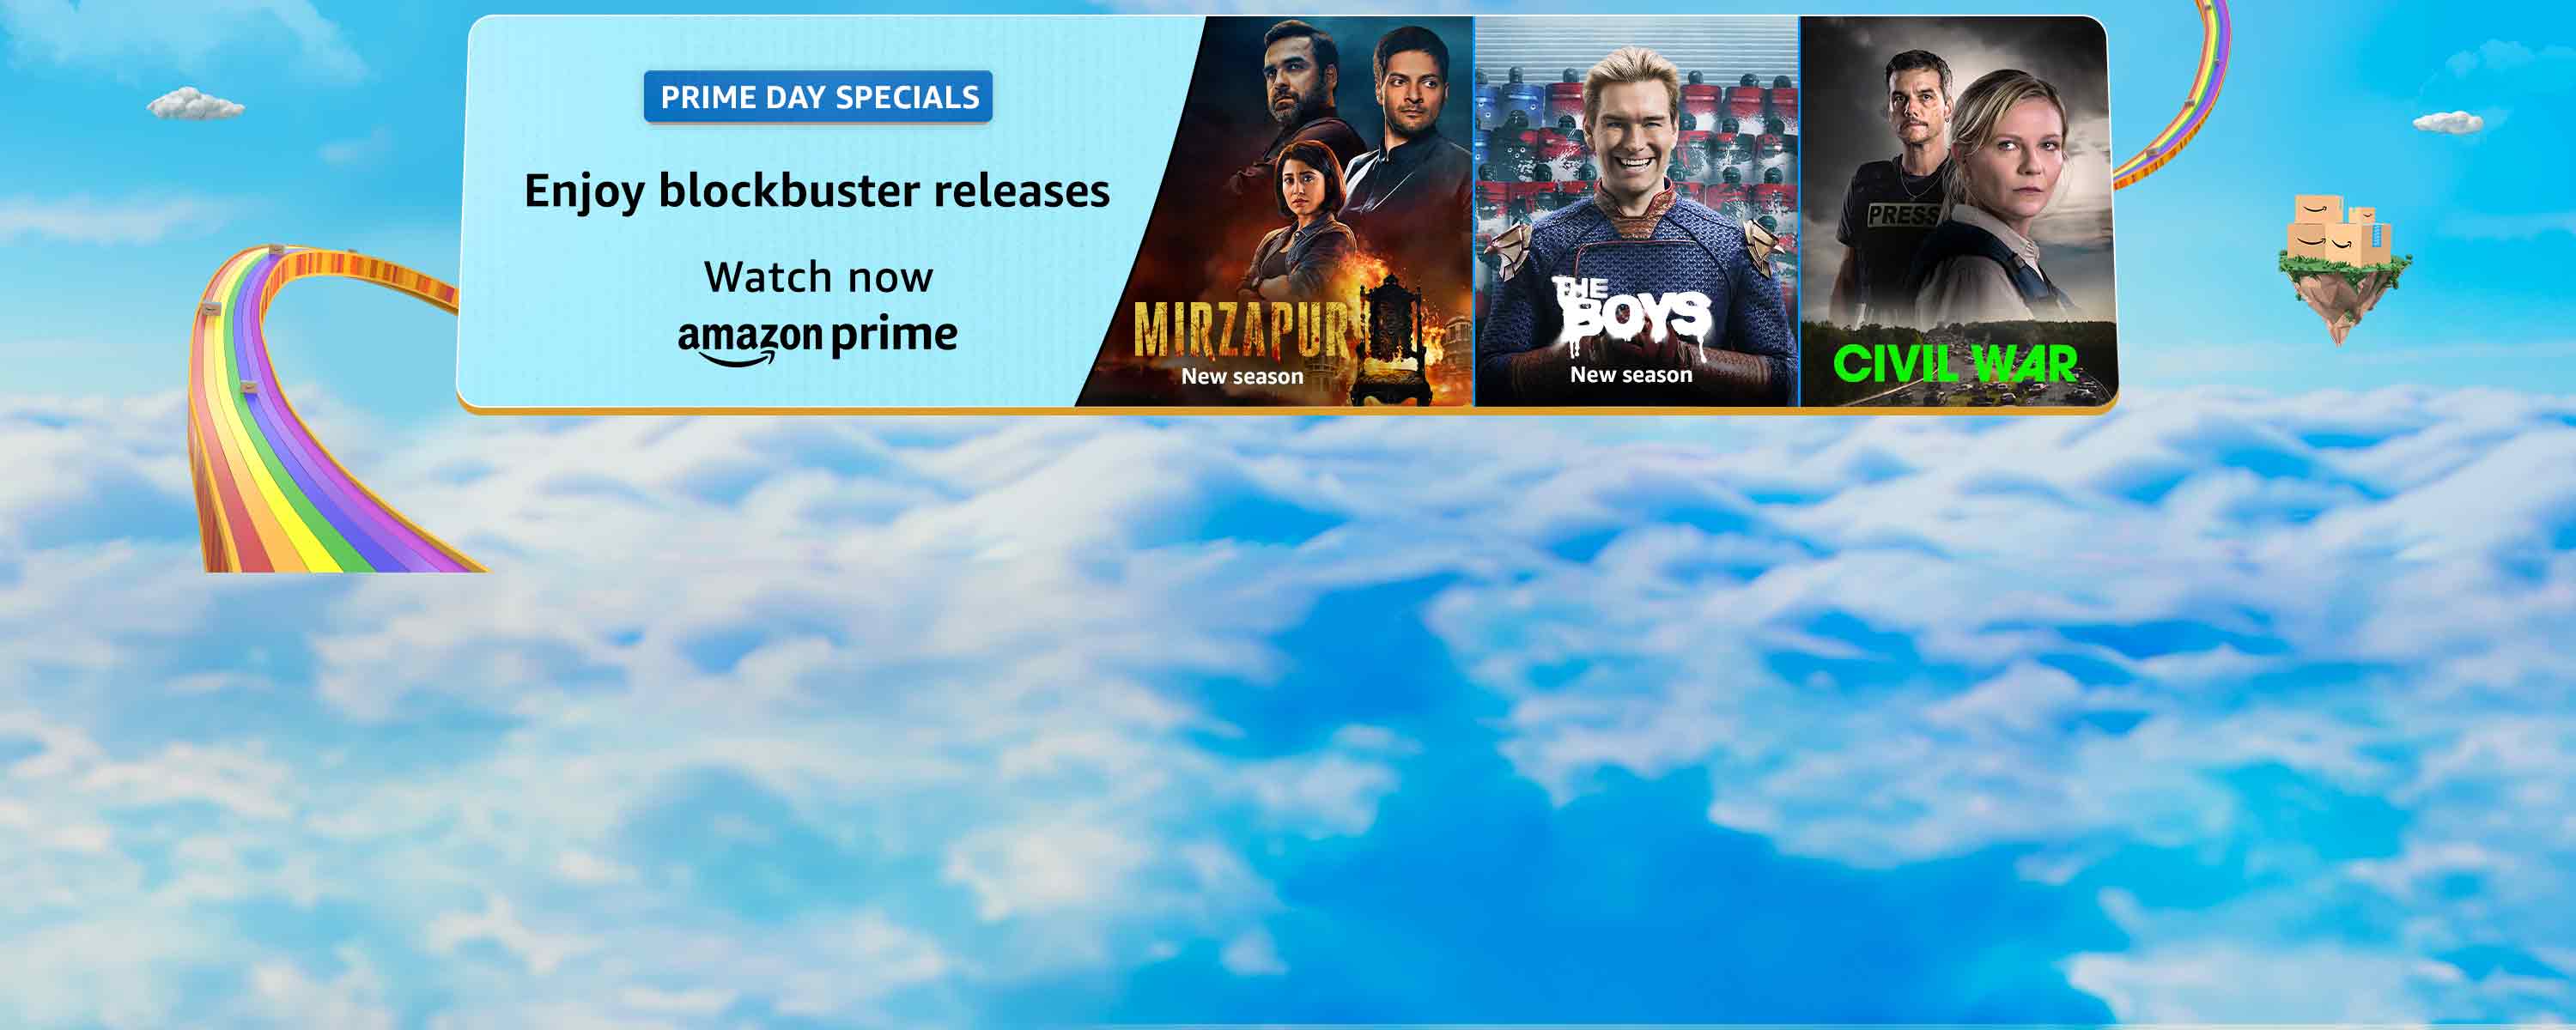 PRIME DAY SPECIALS
Enjoy blockbuster releases
Watch now
amazon prime
MIRZAPUR
New season
THE
BOYS
New season
PRESS
CIVIL WAR